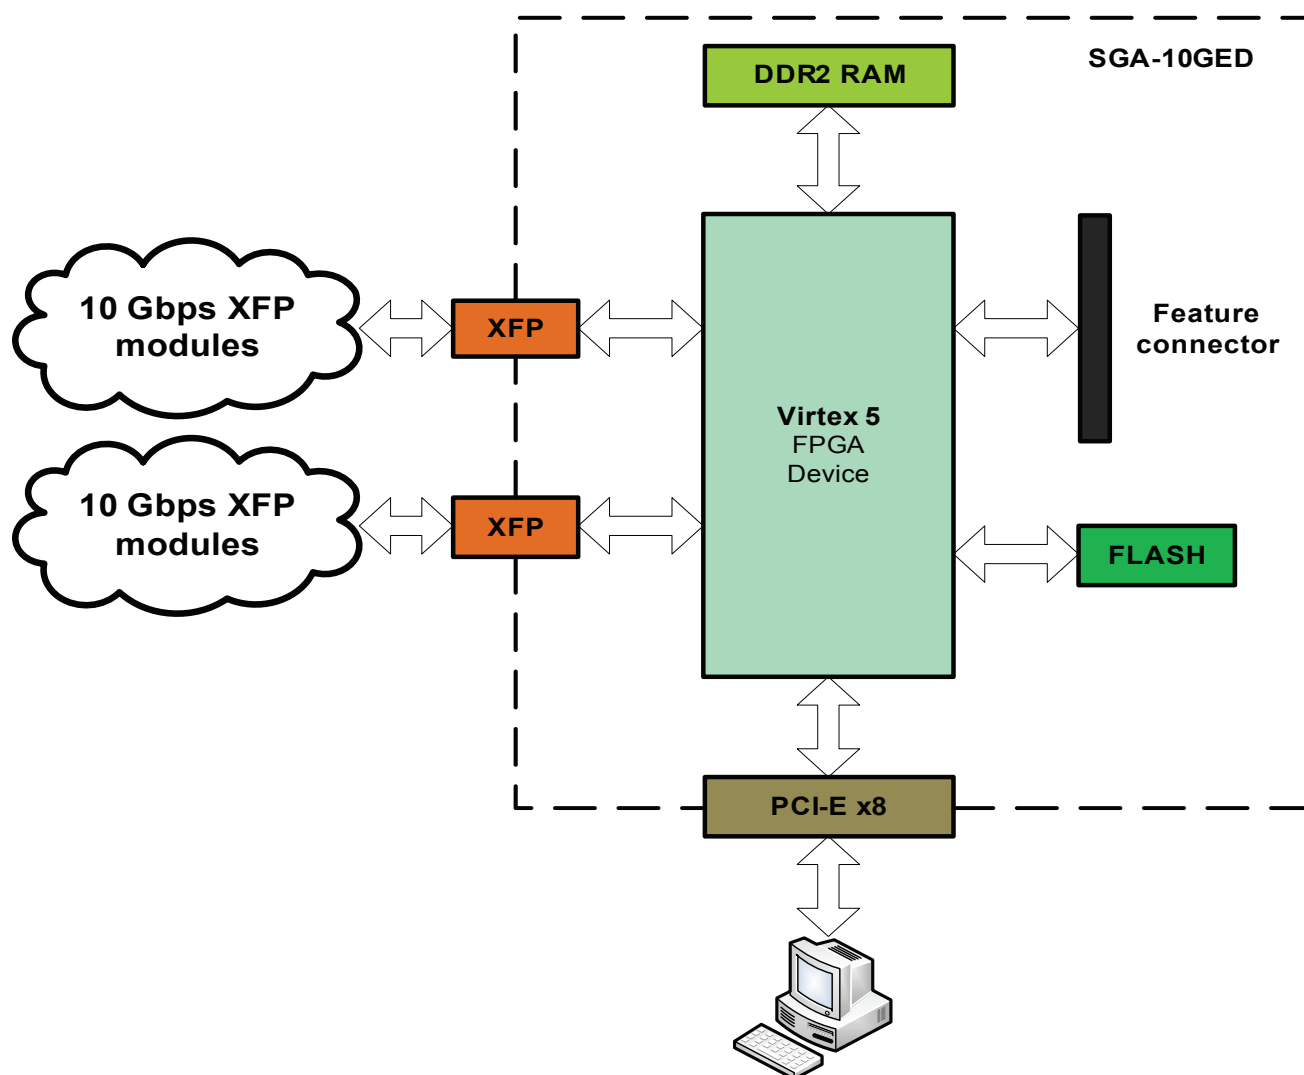 SGA-10GED
DDR2 RAM
10 Gbps XFP
modules
XFP
Feature
connector
Virtex 5
FPGA
Device
10 Gbps XFP
modules
XFP
FLASH
PCI-E x8